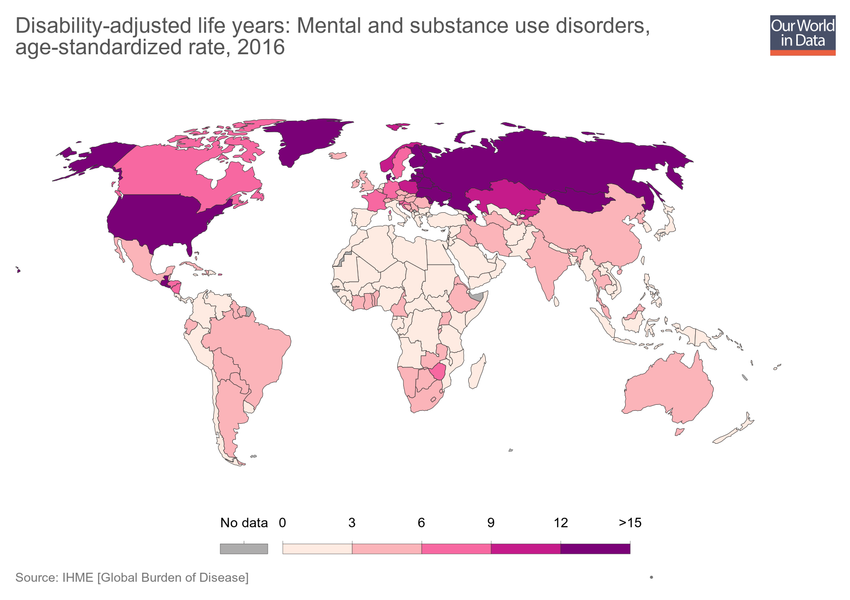 Disability-adjusted life years: Mental and substance use disorders,
age-standardized rate, 2016
Our World
in Data
No data 0 3 6 9 12 >15
Source: IHME [Global Burden of Disease]